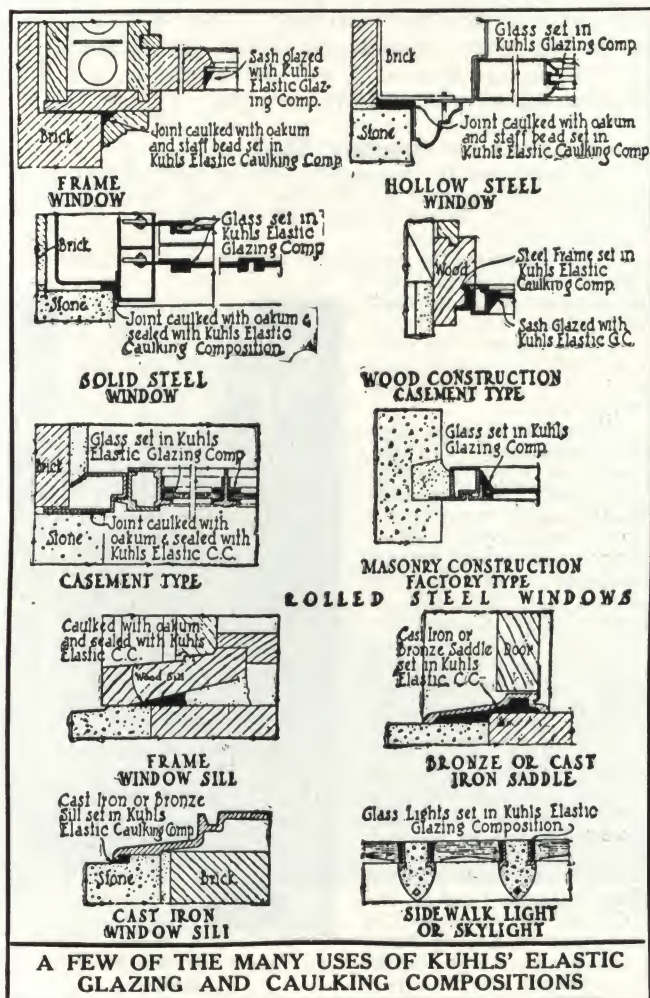 Sash glazed
with Kuhls
Elastic Glaz-
ing Comp.
Brick
Joint caulked with oakum
and staff bead set in
Kuhls Elastic Caulking Comp.
FRAME
WINDOW
Glass set in
Kuhls Glazing Comp.
Brick
Stone
Joint caulked with oakum
and staff bead set in
Kuhls Elastic Caulking Comp
HOLLOW STEEL
WINDOW
Brick
Glass set in
Kuhls Elastic
Glazing Comp.
Stone
Joint caulked with oakum &
sealed with Kuhls Elastic
Caulking Composition
SOLID STEEL
WINDOW
Wood
Steel Frame set in
Kuhls Elastic
Caulking Comp.
Sash Glazed with
Kuhls Elastic G.C.
WOOD CONSTRUCTION
CASEMENT TYPE
Glass set in Kuhls
Elastic Glazing Comp
Brick
Stone
Joint caulked with
oakum & sealed with
Kuhls Elastic C.C.
CASEMENT TYPE
Glass set in Kuhls
Glazing Comp.
MASONRY CONSTRUCTION
FACTORY TYPE
ROLLED STEEL WINDOWS
Caulked with oakum
and sealed with Kuhls
Elastic C.C.
Wood Sill
FRAME
WINDOW SILL
Cast Iron or
Bronze Saddle
set in Kuhls
Elastic C.C.
Door
BRONZE OR CAST
IRON SADDLE
Cast Iron or Bronze
Sill set in Kuhls
Elastic Caulking Comp
Stone
Brick
CAST IRON
WINDOW SILL
Glass Lights set in Kuhls Elastic
Glazing Composition
SIDEWALK LIGHT
OR SKYLIGHT
A FEW OF THE MANY USES OF KUHLS' ELASTIC
GLAZING AND CAULKING COMPOSITIONS